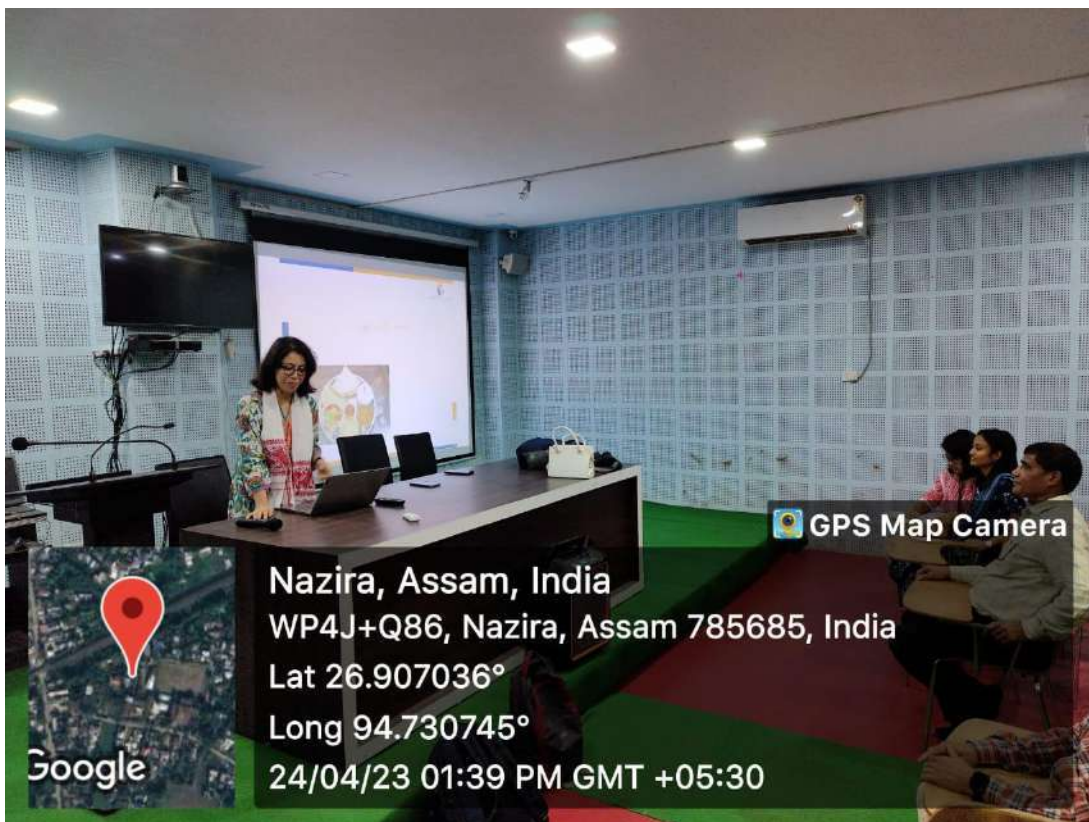 GPS Map Camera
Nazira, Assam, India
WP4J+Q86, Nazira, Assam 785685, India
Lat 26.907036°
Long 94.730745°
24/04/23 01:39 PM GMT +05:30
Google